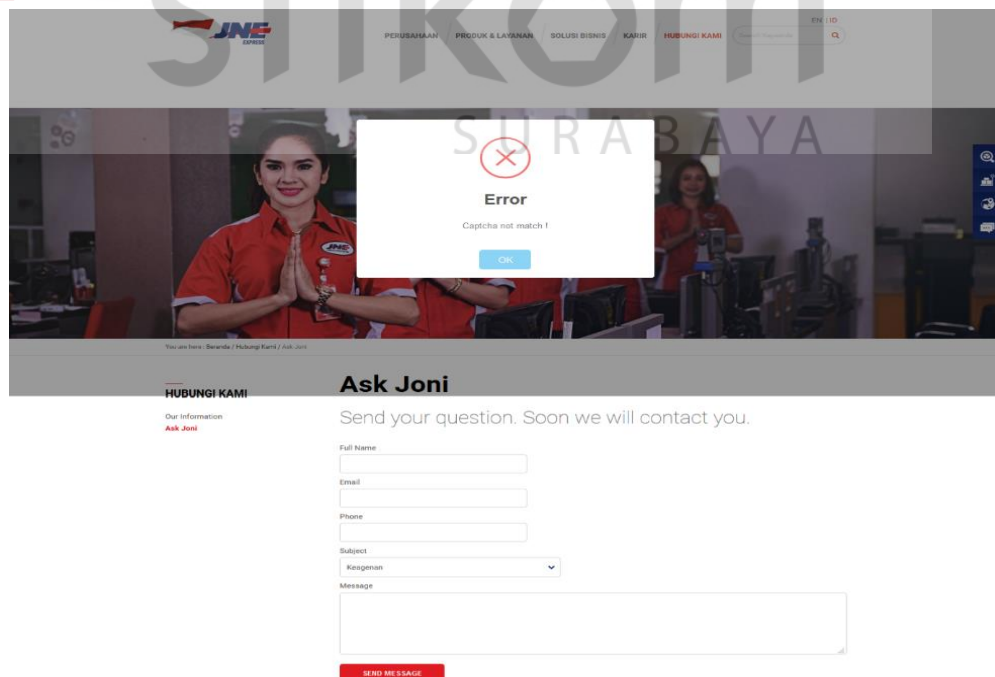 stikom
SURABAYA
JNE
EXPRESS
EN | ID
PERUSAHAAN / PRODUK & LAYANAN / SOLUSI BISNIS / KARIR / HUBUNGI KAMI
JNE
Error
Captcha not match !
OK
You are here : Beranda / Hubungi Kami / Ask Joni
HUBUNGI KAMI
Our Information
Ask Joni
Ask Joni
Send your question. Soon we will contact you.
Full Name
Email
Phone
Subject
Keagenan
Message
SEND MESSAGE